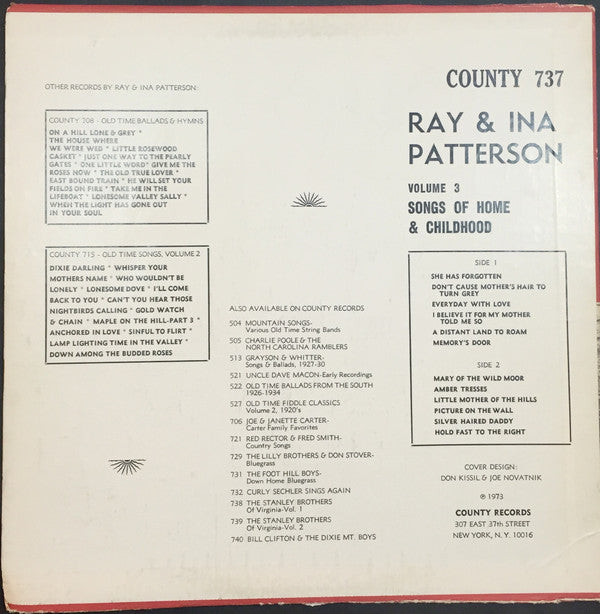 OTHER RECORDS BY RAY & INA PATTERSON:
COUNTY 708 - OLD TIME BALLADS & HYMNS
ON A HILL LONE & GREY *
THE HOUSE WHERE
WE WERE WED * LITTLE ROSEWOOD
CASKET * JUST ONE WAY TO THE PEARLY
GATES * ONE LITTLE WORD* GIVE ME THE
ROSES NOW * THE OLD TRUE LOVER *
EAST BOUND TRAIN * HE WILL SET YOUR
FIELDS ON FIRE * TAKE ME IN THE
LIFEBOAT * LONESOME VALLEY SALLY *
WHEN THE LIGHT HAS GONE OUT
IN YOUR SOUL
COUNTY 715 - OLD TIME SONGS, VOLUME 2
DIXIE DARLING * WHISPER YOUR
MOTHERS NAME * WHO WOULDN'T BE
LONELY * LONESOME DOVE * I'LL COME
BACK TO YOU * CAN'T YOU HEAR THOSE
NIGHTBIRDS CALLING * GOLD WATCH
& CHAIN * MAPLE ON THE HILL-PART 3 *
ANCHORED IN LOVE * SINFUL TO FLIRT *
LAMP LIGHTING TIME IN THE VALLEY *
DOWN AMONG THE BUDDED ROSES
ALSO AVAILABLE ON COUNTY RECORDS
504 MOUNTAIN SONGS-
Various Old Time String Bands
505 CHARLIE POOLE & THE
NORTH CAROLINA RAMBLERS
513 GRAYSON & WHITTER-
Songs & Ballads, 1927-30
521 UNCLE DAVE MACON-Early Recordings
522 OLD TIME BALLADS FROM THE SOUTH
1926-1934
527 OLD TIME FIDDLE CLASSICS
Volume 2, 1920's
706 JOE & JANETTE CARTER-
Carter Family Favorites
721 RED RECTOR & FRED SMITH-
Country Songs
729 THE LILLY BROTHERS & DON STOVER-
Bluegrass
731 THE FOOT HILL BOYS-
Down Home Bluegrass
732 CURLY SECHLER SINGS AGAIN
738 THE STANLEY BROTHERS
Of Virginia-Vol. 1
739 THE STANLEY BROTHERS
Of Virginia-Vol. 2
740 BILL CLIFTON & THE DIXIE MT. BOYS
COUNTY 737
RAY & INA
PATTERSON
VOLUME 3
SONGS OF HOME
& CHILDHOOD
SIDE 1
SHE HAS FORGOTTEN
DON'T CAUSE MOTHER'S HAIR TO
TURN GREY
EVERYDAY WITH LOVE
I BELIEVE IT FOR MY MOTHER
TOLD ME SO
A DISTANT LAND TO ROAM
MEMORY'S DOOR
SIDE 2
MARY OF THE WILD MOOR
AMBER TRESSES
LITTLE MOTHER OF THE HILLS
PICTURE ON THE WALL
SILVER HAIRED DADDY
HOLD FAST TO THE RIGHT
COVER DESIGN:
DON KISSIL & JOE NOVATNIK
℗ 1973
COUNTY RECORDS
307 EAST 37th STREET
NEW YORK, N. Y. 10016